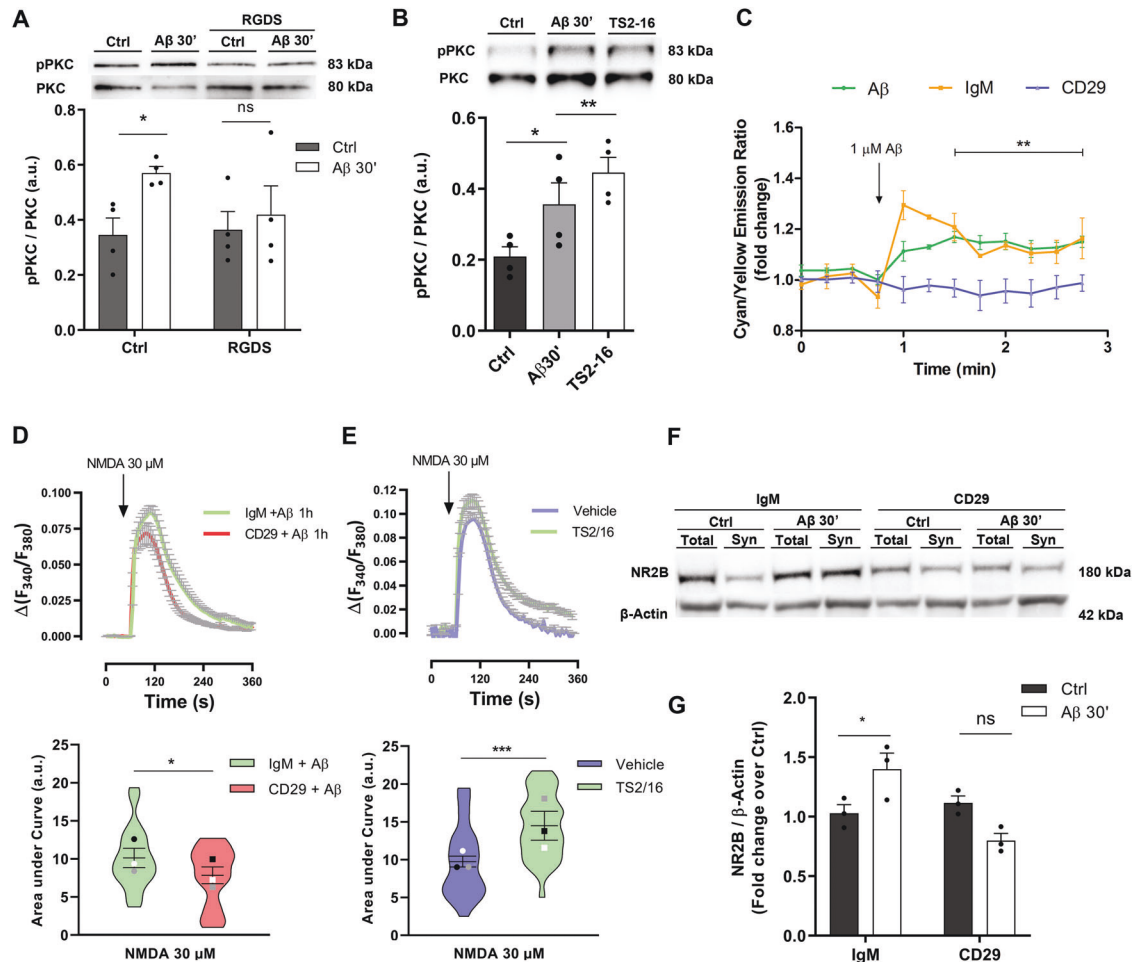 A
RGDS
Ctrl Aβ 30' Ctrl Aβ 30'
pPKC 83 kDa
PKC 80 kDa
ns
*
0.8
0.6
0.4
0.2
0.0
pPKC / PKC (a.u.)
Ctrl
Aβ 30'
Ctrl RGDS
B
Ctrl Aβ 30' TS2-16
pPKC 83 kDa
PKC 80 kDa
**
*
0.6
0.4
0.2
0.0
pPKC / PKC (a.u.)
Ctrl Aβ30' TS2-16
C
Aβ IgM CD29
1 μM Aβ
**
1.6
1.4
1.2
1.0
0.8
Cyan/Yellow Emission Ratio
(fold change)
0 1 2 3
Time (min)
D
NMDA 30 μM
IgM +Aβ 1h
CD29 + Aβ 1h
0.100
0.075
0.050
0.025
0.000
Δ(F340/F380)
0 120 240 360
Time (s)
25
20
15
10
5
0
Area under Curve (a.u.)
*
IgM + Aβ
CD29 + Aβ
NMDA 30 μM
E
NMDA 30 μM
Vehicle
TS2/16
0.12
0.10
0.08
0.06
0.04
0.02
0.00
Δ(F340/F380)
0 120 240 360
Time (s)
25
20
15
10
5
0
Area under Curve (a.u.)
***
Vehicle
TS2/16
NMDA 30 μM
F
IgM CD29
Ctrl Aβ 30’ Ctrl Aβ 30’
Total Syn Total Syn Total Syn Total Syn
NR2B 180 kDa
β-Actin 42 kDa
G
Ctrl
Aβ 30'
* ns
2.0
1.5
1.0
0.5
0.0
NR2B / β-Actin
(Fold change over Ctrl)
IgM CD29